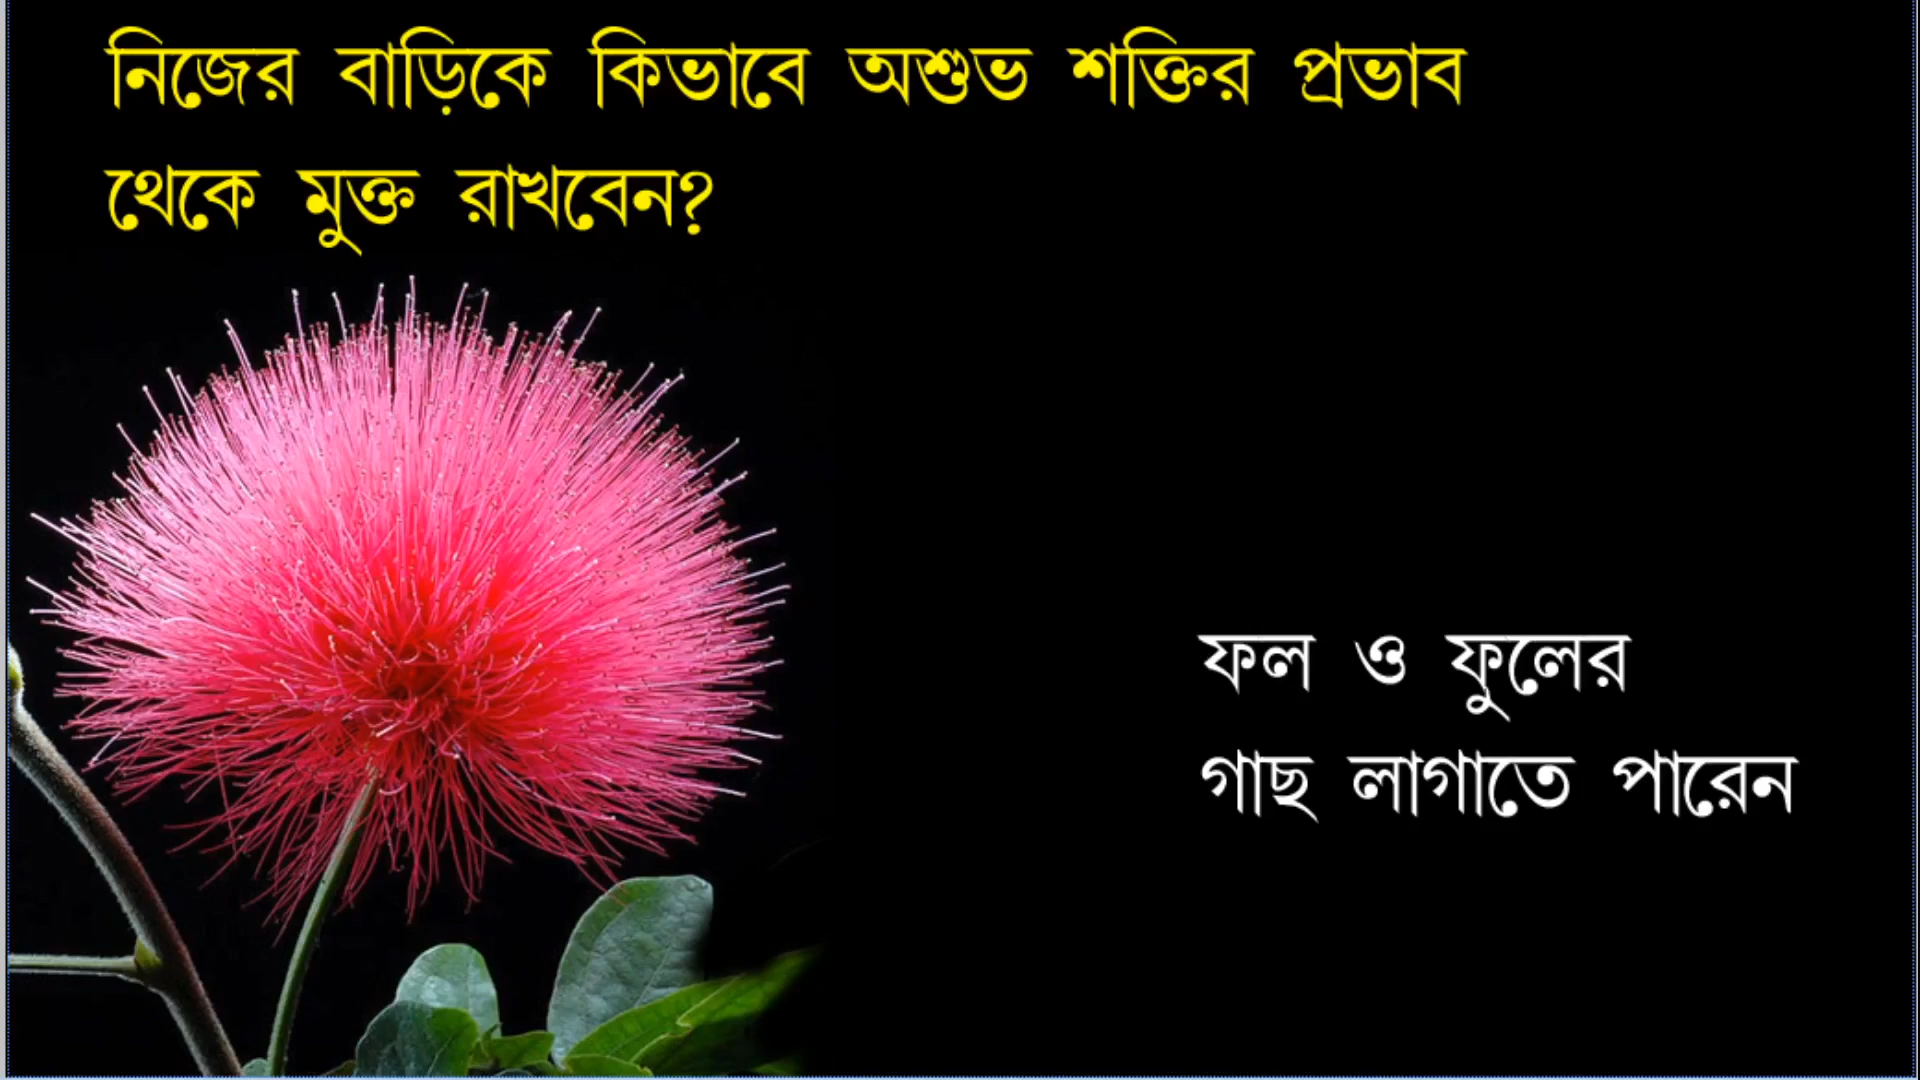 নিজের বাড়িকে কিভাবে অশুভ শক্তির প্রভাব
থেকে মুক্ত রাখবেন?
ফল ও ফুলের
গাছ লাগাতে পারেন